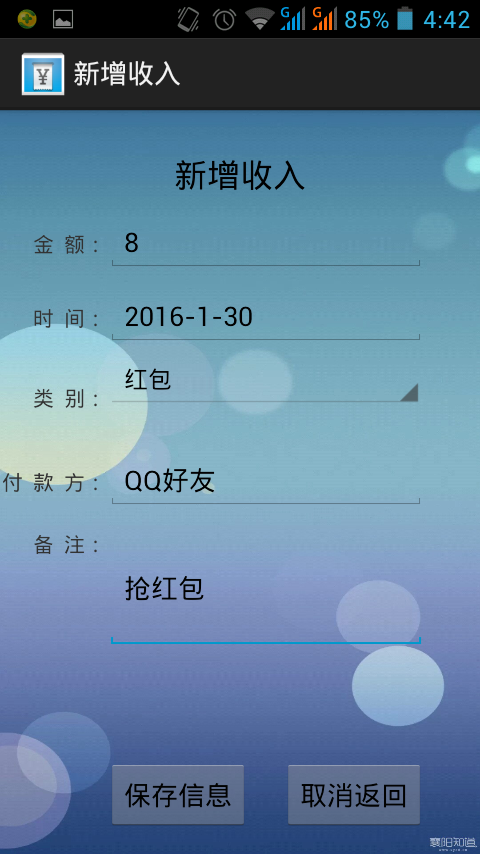 G G 85% 4:42
新增收入
新增收入
金 额： 8
时 间： 2016-1-30
类 别： 红包
付 款 方： QQ好友
备 注：
抢红包
保存信息 取消返回
襄阳知道